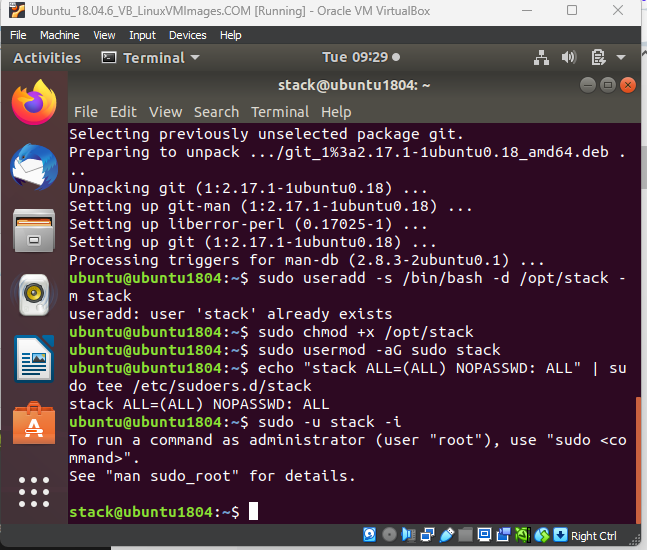 Ubuntu_18.04.6_VB_LinuxVMImages.COM [Running] - Oracle VM VirtualBox
File Machine View Input Devices Help
Activities Terminal Tue 09:29
stack@ubuntu1804: ~
File Edit View Search Terminal Help
Selecting previously unselected package git.
Preparing to unpack .../git_1%3a2.17.1-1ubuntu0.18_amd64.deb .
..
Unpacking git (1:2.17.1-1ubuntu0.18) ...
Setting up git-man (1:2.17.1-1ubuntu0.18) ...
Setting up liberror-perl (0.17025-1) ...
Setting up git (1:2.17.1-1ubuntu0.18) ...
Processing triggers for man-db (2.8.3-2ubuntu0.1) ...
ubuntu@ubuntu1804:~$ sudo useradd -s /bin/bash -d /opt/stack -
m stack
useradd: user 'stack' already exists
ubuntu@ubuntu1804:~$ sudo chmod +x /opt/stack
ubuntu@ubuntu1804:~$ sudo usermod -aG sudo stack
ubuntu@ubuntu1804:~$ echo "stack ALL=(ALL) NOPASSWD: ALL" | su
do tee /etc/sudoers.d/stack
stack ALL=(ALL) NOPASSWD: ALL
ubuntu@ubuntu1804:~$ sudo -u stack -i
To run a command as administrator (user "root"), use "sudo <co
mmand>".
See "man sudo_root" for details.
stack@ubuntu1804:~$
Right Ctrl